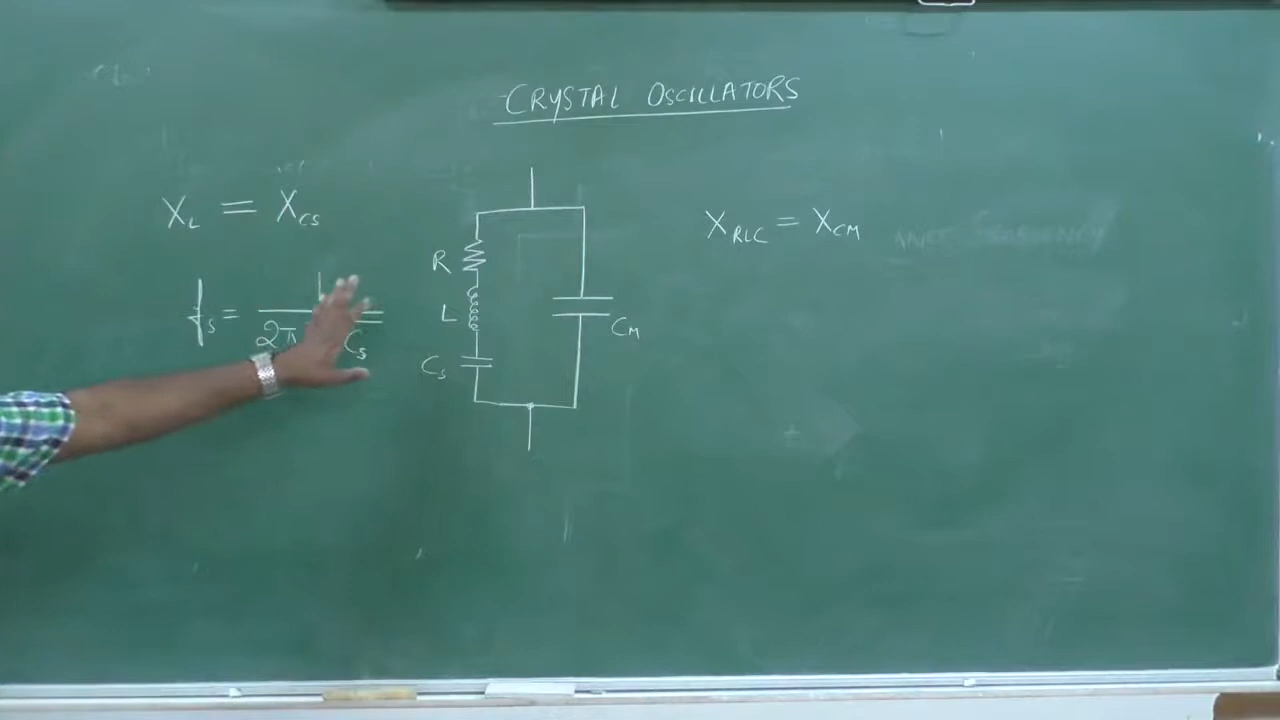 CRYSTAL OSCILLATORS
X_L = X_CS
f_s = 1
2π C_s
R
L
C_s
C_M
X_RLC = X_CM